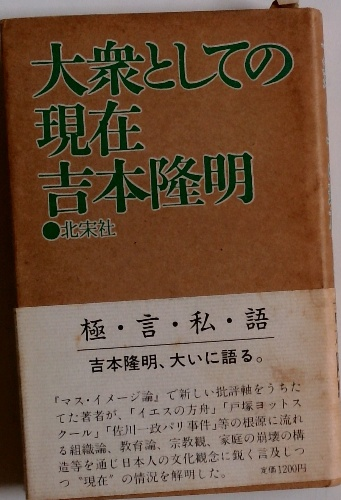 大衆としての
現在
吉本隆明
●北宋社
極・言・私・語
吉本隆明、大いに語る。
『マス・イメージ論』で新しい批評軸をうちた
てた著者が、「イエスの方舟」「戸塚ヨットス
クール」「佐川一政パリ事件」等の根源に流れ
る組織論、教育論、宗教観、家庭の崩壊の構
造等を通じ日本人の文化観念に鋭く言及しつ
つ〝現在〟の情況を解明した。
定価1200円